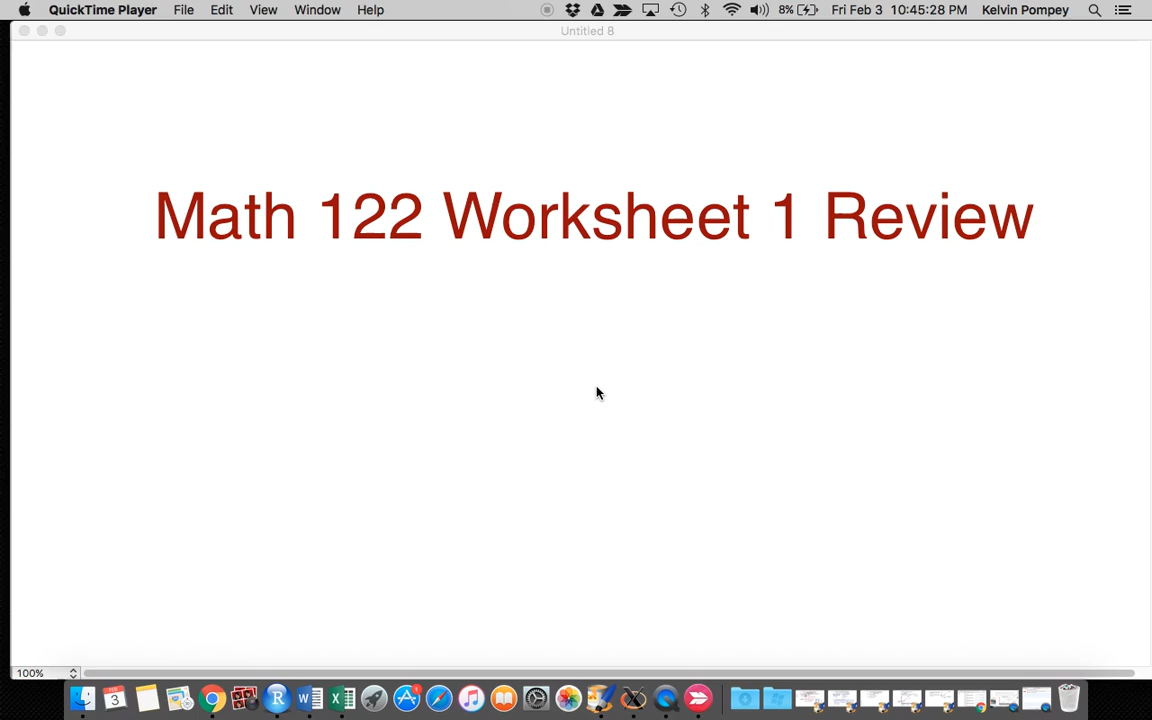 QuickTime Player File Edit View Window Help 8% Fri Feb 3 10:45:28 PM Kelvin Pompey
Untitled 8
Math 122 Worksheet 1 Review
100%
3